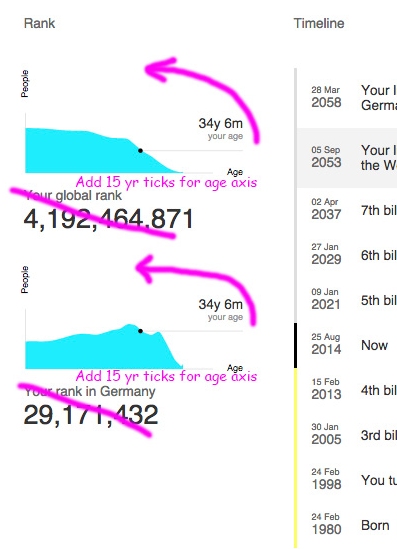 Rank
People
34y 6m
your age
Age
Add 15 yr ticks for age axis
Your global rank
4,192,464,871
People
34y 6m
your age
Age
Add 15 yr ticks for age axis
Your rank in Germany
29,171,432
Timeline
28 Mar
2058
Your l
Germa
05 Sep
2053
Your l
the Wo
02 Apr
2037
7th bil
27 Jan
2029
6th bil
09 Jan
2021
5th bil
25 Aug
2014
Now
15 Feb
2013
4th bil
30 Jan
2005
3rd bil
24 Feb
1998
You tu
24 Feb
1980
Born